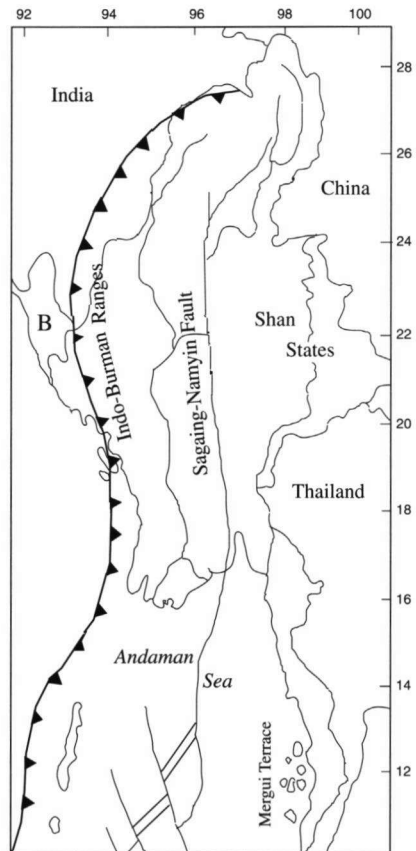 92 94 96 98 100
28
India
26
China
24
B
Indo-Burman Ranges
Sagaing-Namyin Fault
Shan
States
22
20
Thailand
18
16
Andaman
Sea
14
Mergui Terrace
12